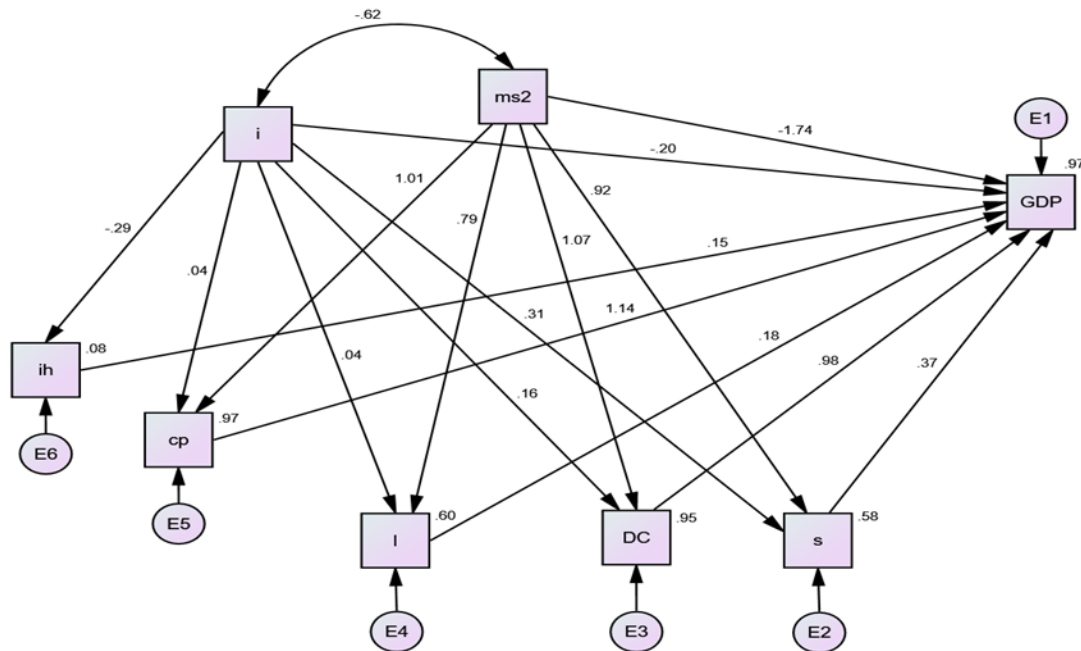 -.62
ms2
E1
i
-1.74
.97
-.20
GDP
1.01
.92
.79
-.29
1.07
.15
.04
.31
1.14
ih
.08
.04
.18
.98
.37
.16
cp
.97
E6
l
.60
DC
.95
s
.58
E5
E4
E3
E2